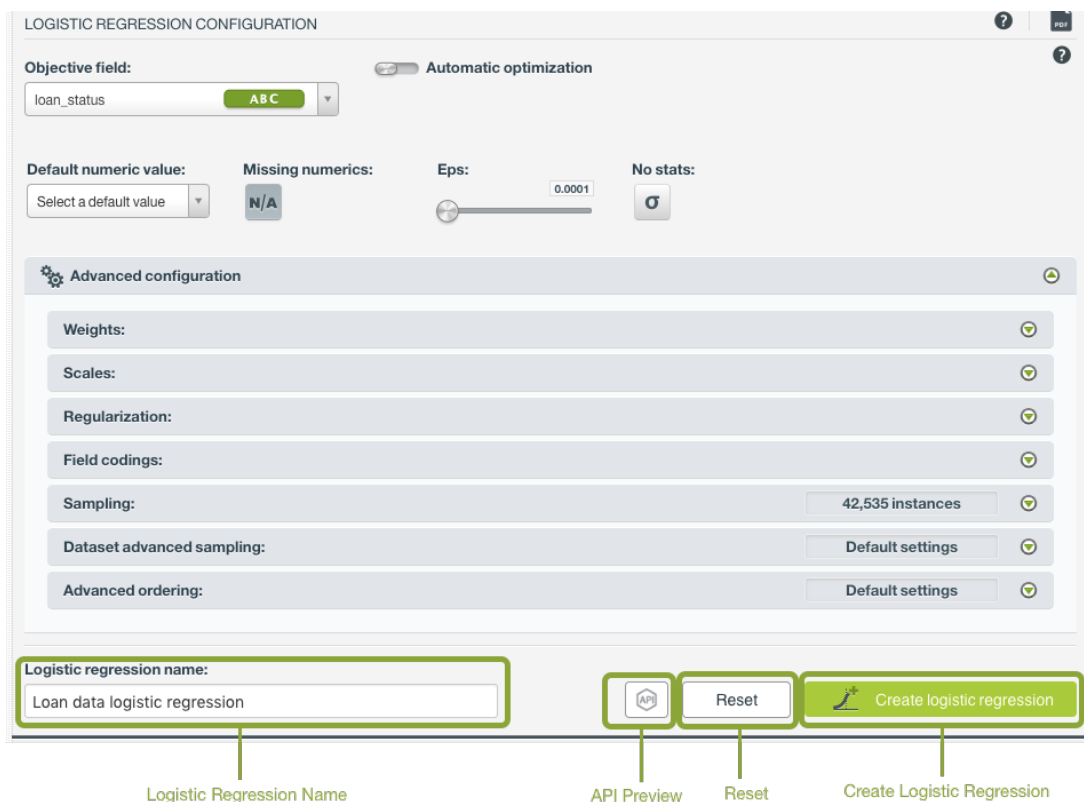 LOGISTIC REGRESSION CONFIGURATION
?
PDF
?
Objective field:
Automatic optimization
loan_status
ABC
Default numeric value:
Missing numerics:
Eps:
No stats:
Select a default value
N/A
0.0001
σ
Advanced configuration
Weights:
Scales:
Regularization:
Field codings:
Sampling:
42,535 instances
Dataset advanced sampling:
Default settings
Advanced ordering:
Default settings
Logistic regression name:
Loan data logistic regression
API
Reset
Create logistic regression
Logistic Regression Name
API Preview
Reset
Create Logistic Regression